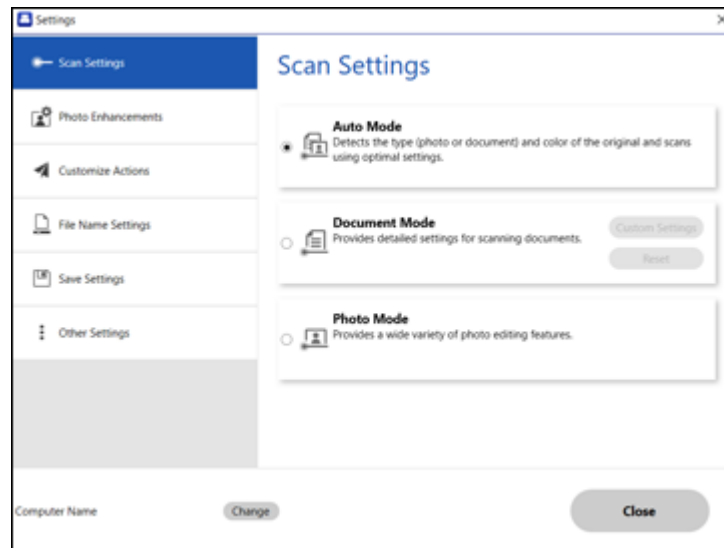 Settings
Scan Settings
Photo Enhancements
Customize Actions
File Name Settings
Save Settings
Other Settings
Scan Settings
Auto Mode
Detects the type (photo or document) and color of the original and scans
using optimal settings.
Document Mode
Provides detailed settings for scanning documents.
Custom Settings
Reset
Photo Mode
Provides a wide variety of photo editing features.
Computer Name
Change
Close